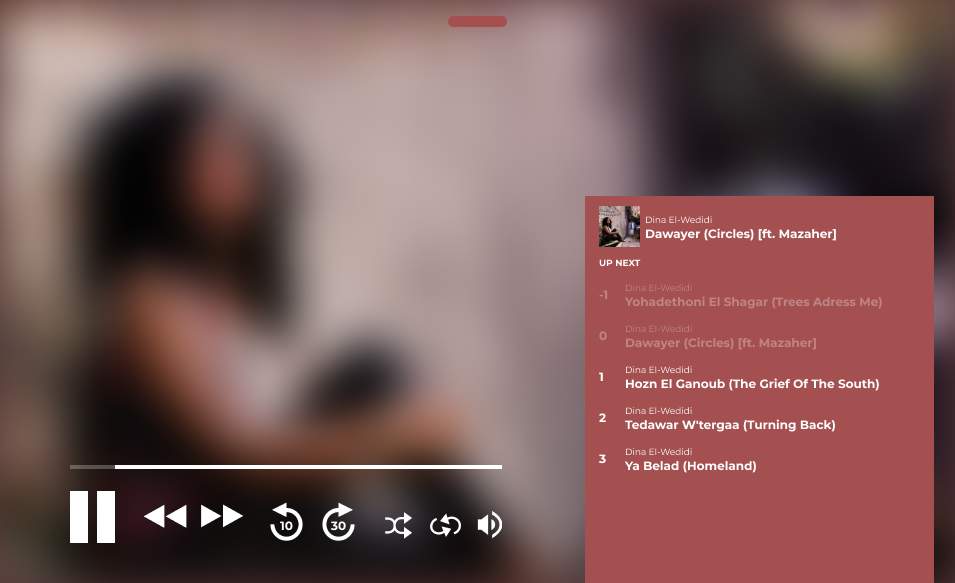 Dina El-Wedidi
Dawayer (Circles) [ft. Mazaher]
UP NEXT
-1
Dina El-Wedidi
Yohadethoni El Shagar (Trees Adress Me)
0
Dina El-Wedidi
Dawayer (Circles) [ft. Mazaher]
1
Dina El-Wedidi
Hozn El Ganoub (The Grief Of The South)
2
Dina El-Wedidi
Tedawar W'tergaa (Turning Back)
3
Dina El-Wedidi
Ya Belad (Homeland)
10
30